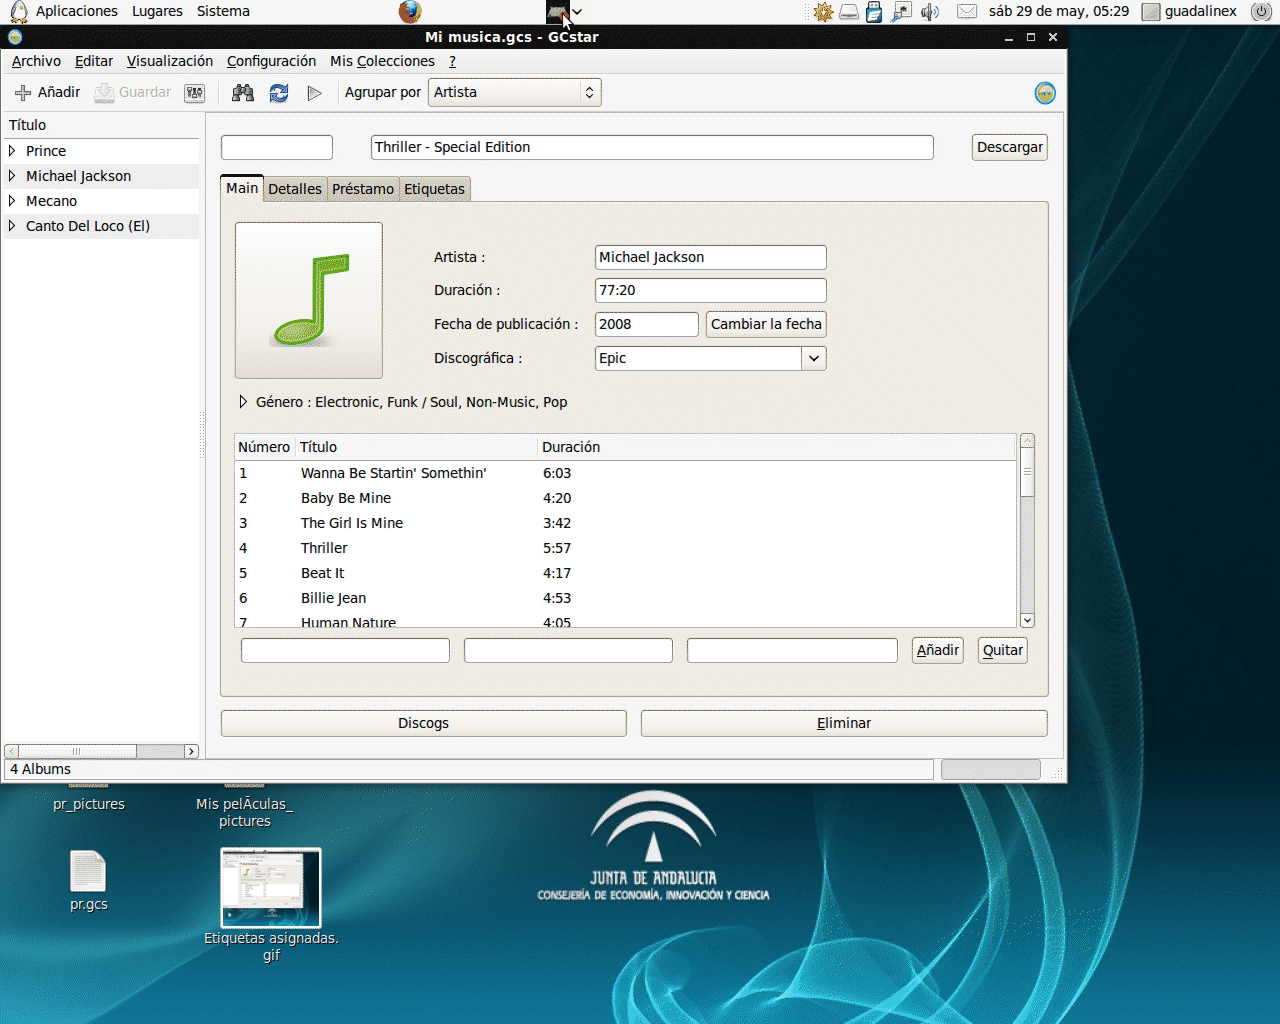 Aplicaciones Lugares Sistema sáb 29 de may, 05:29 guadalinex
Mi musica.gcs - GCstar
Archivo Editar Visualización Configuración Mis Colecciones ?
Añadir Guardar Agrupar por Artista
Título
Prince
Michael Jackson
Mecano
Canto Del Loco (El)
Thriller - Special Edition Descargar
Main Detalles Préstamo Etiquetas
Artista : Michael Jackson
Duración : 77:20
Fecha de publicación : 2008 Cambiar la fecha
Discográfica : Epic
Género : Electronic, Funk / Soul, Non-Music, Pop
Número Título Duración
1 Wanna Be Startin' Somethin' 6:03
2 Baby Be Mine 4:20
3 The Girl Is Mine 3:42
4 Thriller 5:57
5 Beat It 4:17
6 Billie Jean 4:53
7 Human Nature 4:05
Añadir Quitar
Discogs Eliminar
4 Albums
pr_pictures
Mis pelÃculas_
pictures
pr.gcs
Etiquetas asignadas.
gif
JUNTA DE ANDALUCIA
CONSEJERÍA DE ECONOMÍA, INNOVACIÓN Y CIENCIA